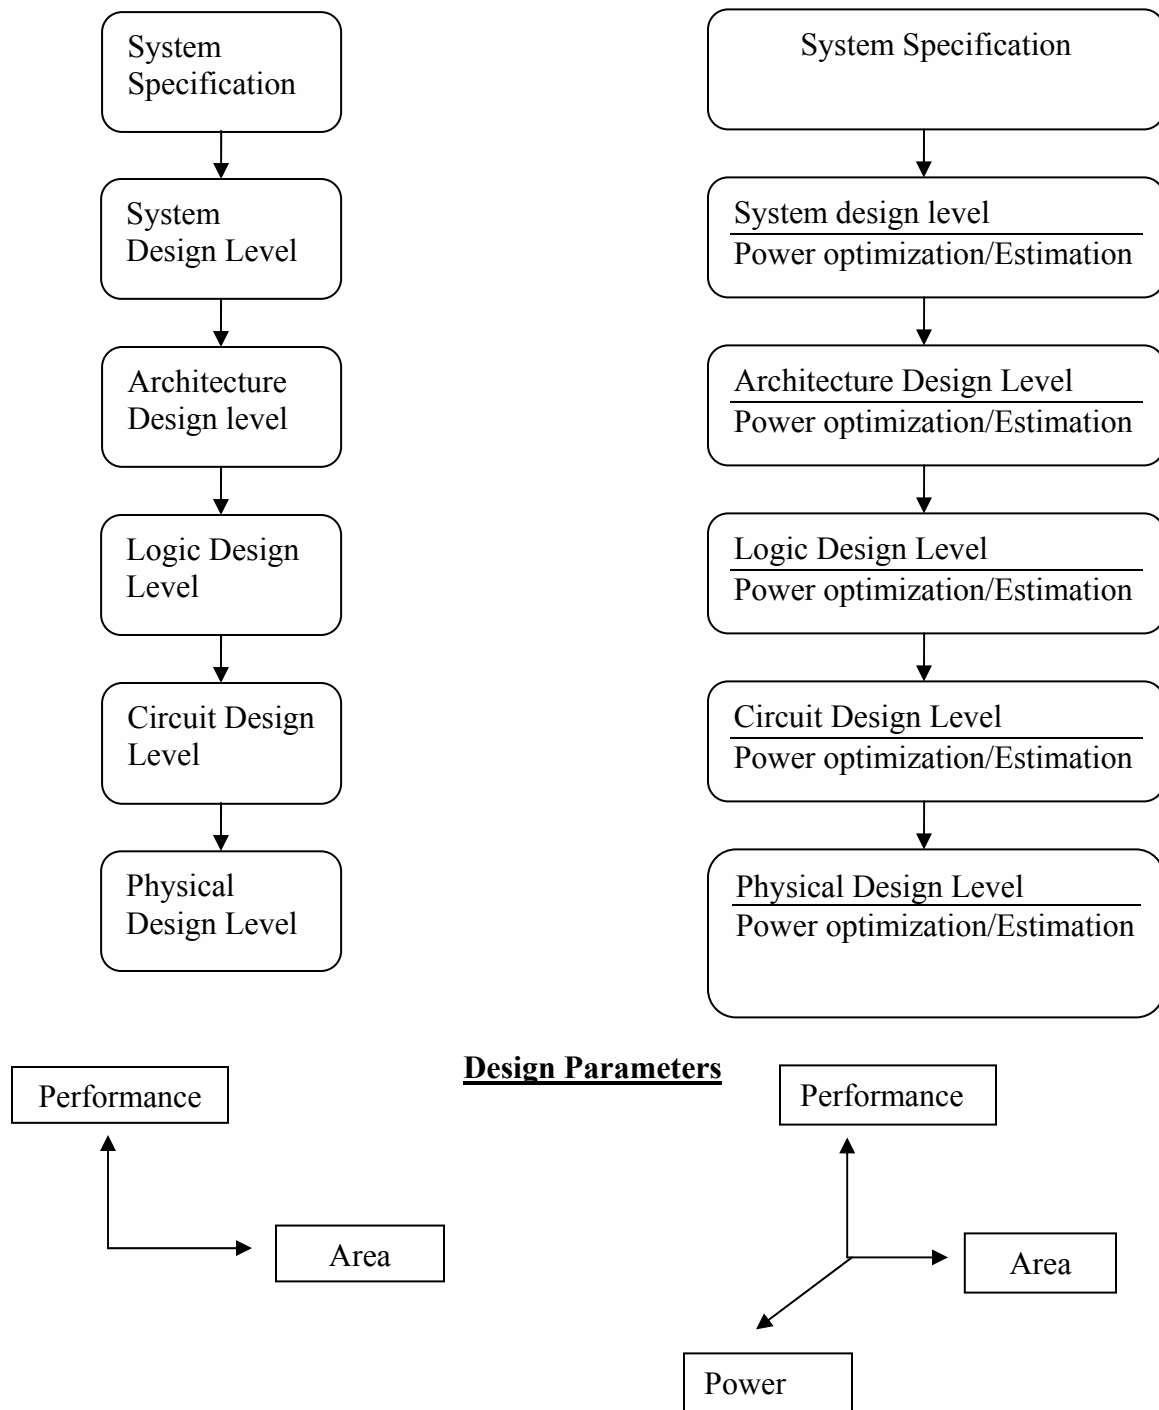 System
Specification
System
Design Level
Architecture
Design level
Logic Design
Level
Circuit Design
Level
Physical
Design Level
System Specification
System design level
Power optimization/Estimation
Architecture Design Level
Power optimization/Estimation
Logic Design Level
Power optimization/Estimation
Circuit Design Level
Power optimization/Estimation
Physical Design Level
Power optimization/Estimation
Design Parameters
Performance
Area
Performance
Area
Power